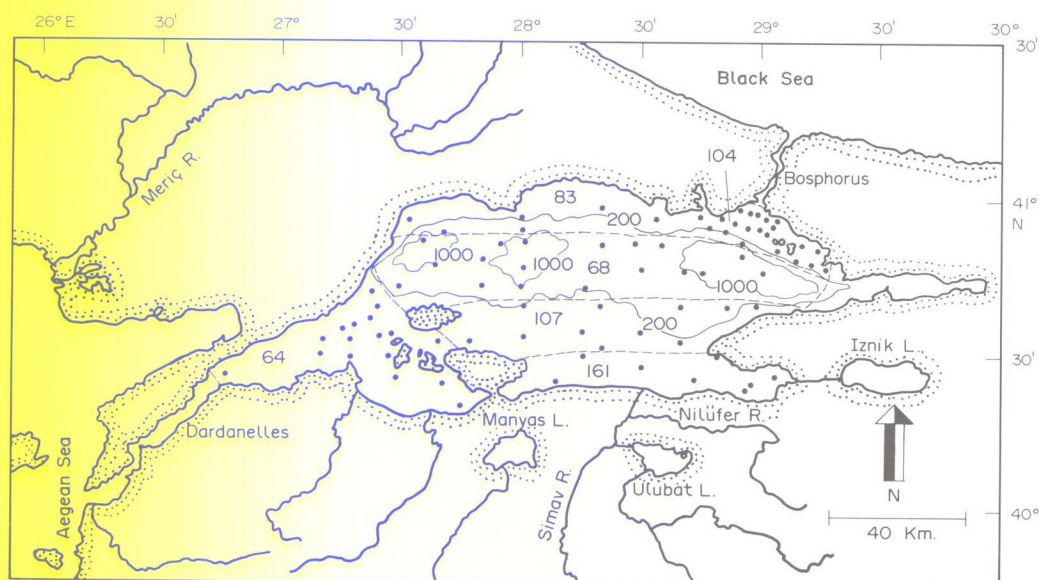 26° E 30' 27° 30' 28° 30' 29° 30' 30°
30'
Black Sea
104
Meriç R.
Bosphorus
83
41°
N
200
1000
1000
68
1000
107
200
64
Iznik L.
30'
161
Manyas L.
Nilüfer R.
Dardanelles
Aegean Sea
Simav R.
Ulubat L.
N
40°
40 Km.